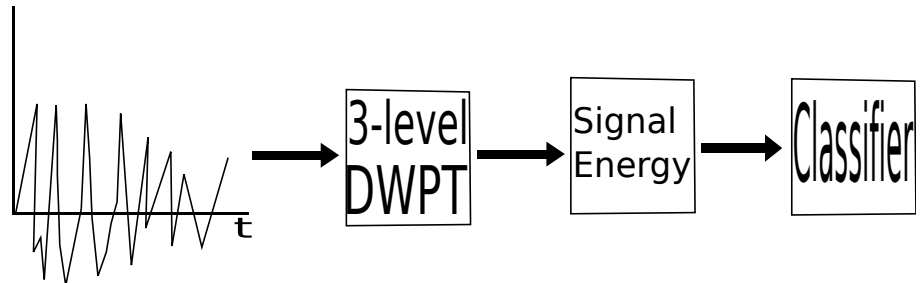 t
3-level
DWPT
Signal
Energy
Classifier